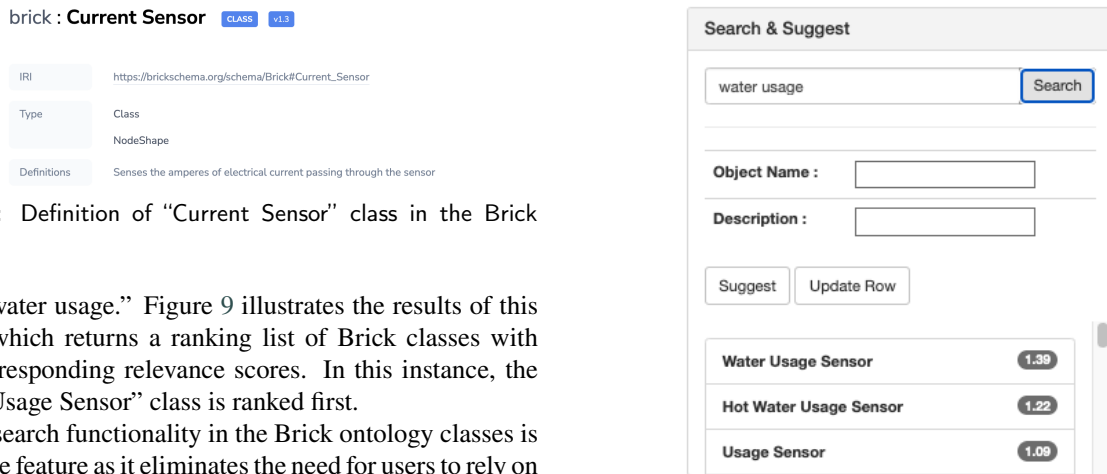 brick : Current Sensor CLASS v1.3
IRI https://brickschema.org/schema/Brick#Current_Sensor
Type Class
NodeShape
Definitions Senses the amperes of electrical current passing through the sensor
: Definition of “Current Sensor” class in the Brick
water usage.” Figure 9 illustrates the results of this
which returns a ranking list of Brick classes with
responding relevance scores. In this instance, the
Usage Sensor” class is ranked first.
search functionality in the Brick ontology classes is
e feature as it eliminates the need for users to rely on
Search & Suggest
water usage Search
Object Name :
Description :
Suggest Update Row
Water Usage Sensor 1.39
Hot Water Usage Sensor 1.22
Usage Sensor 1.09